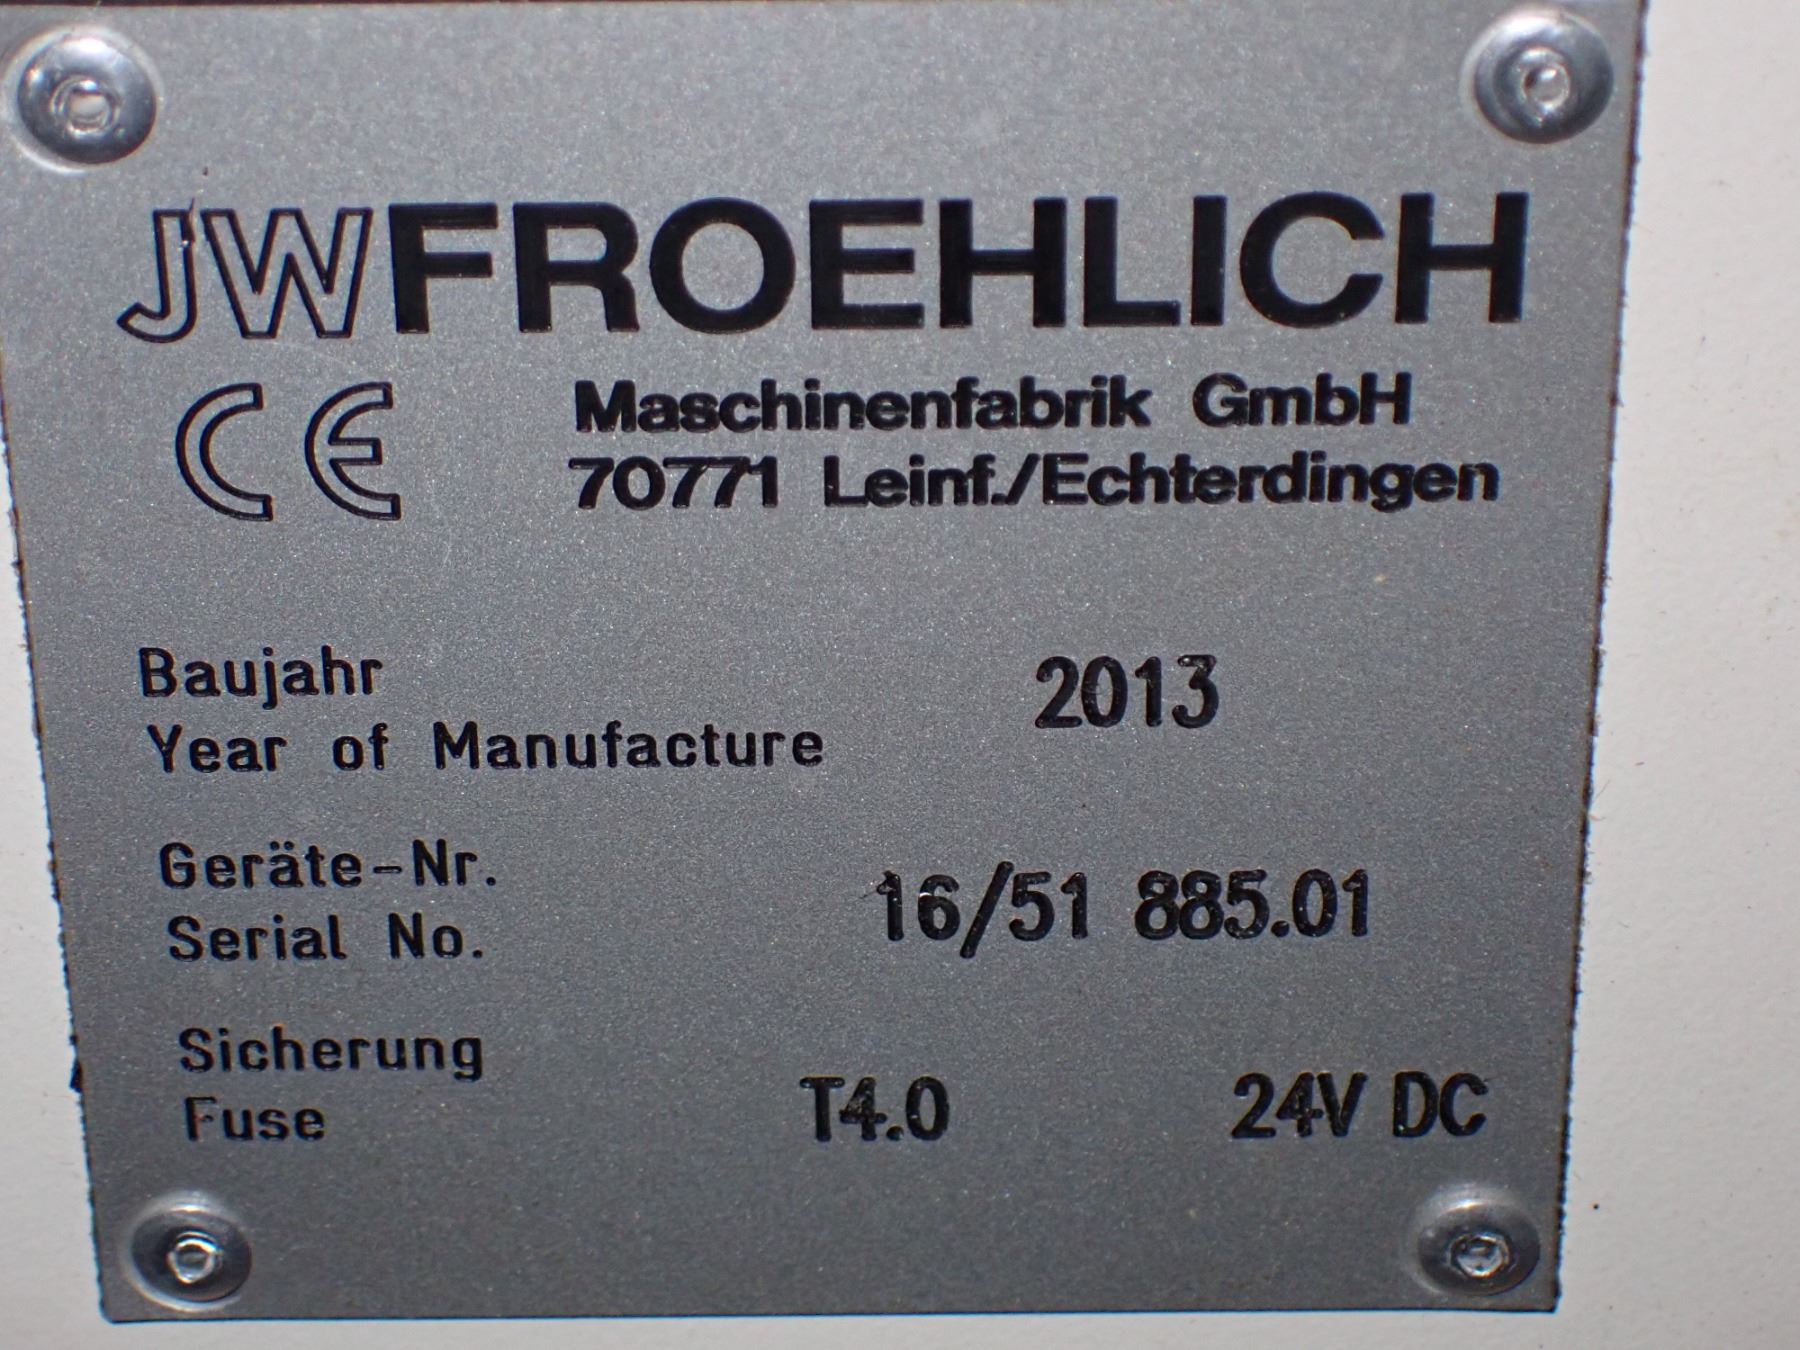 JWFROEHLICH
CE
Maschinenfabrik GmbH
70771 Leinf./Echterdingen
Baujahr
Year of Manufacture
2013
Geräte-Nr.
Serial No.
16/51 885.01
Sicherung
Fuse
T4.0 24V DC